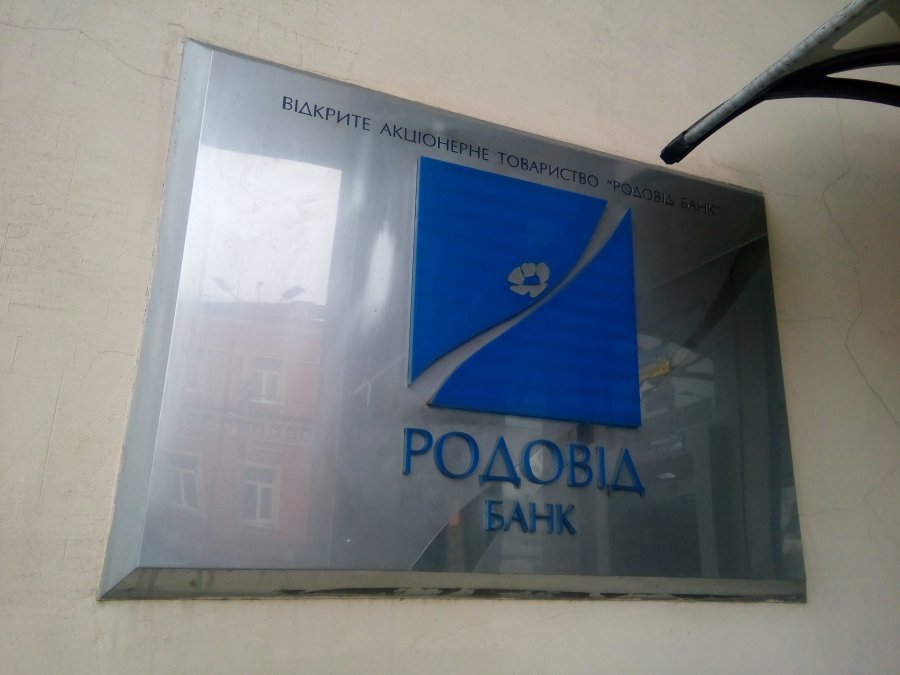 ВІДКРИТЕ АКЦІОНЕРНЕ ТОВАРИСТВО "РОДОВІД БАНК"
РОДОВІД
БАНК